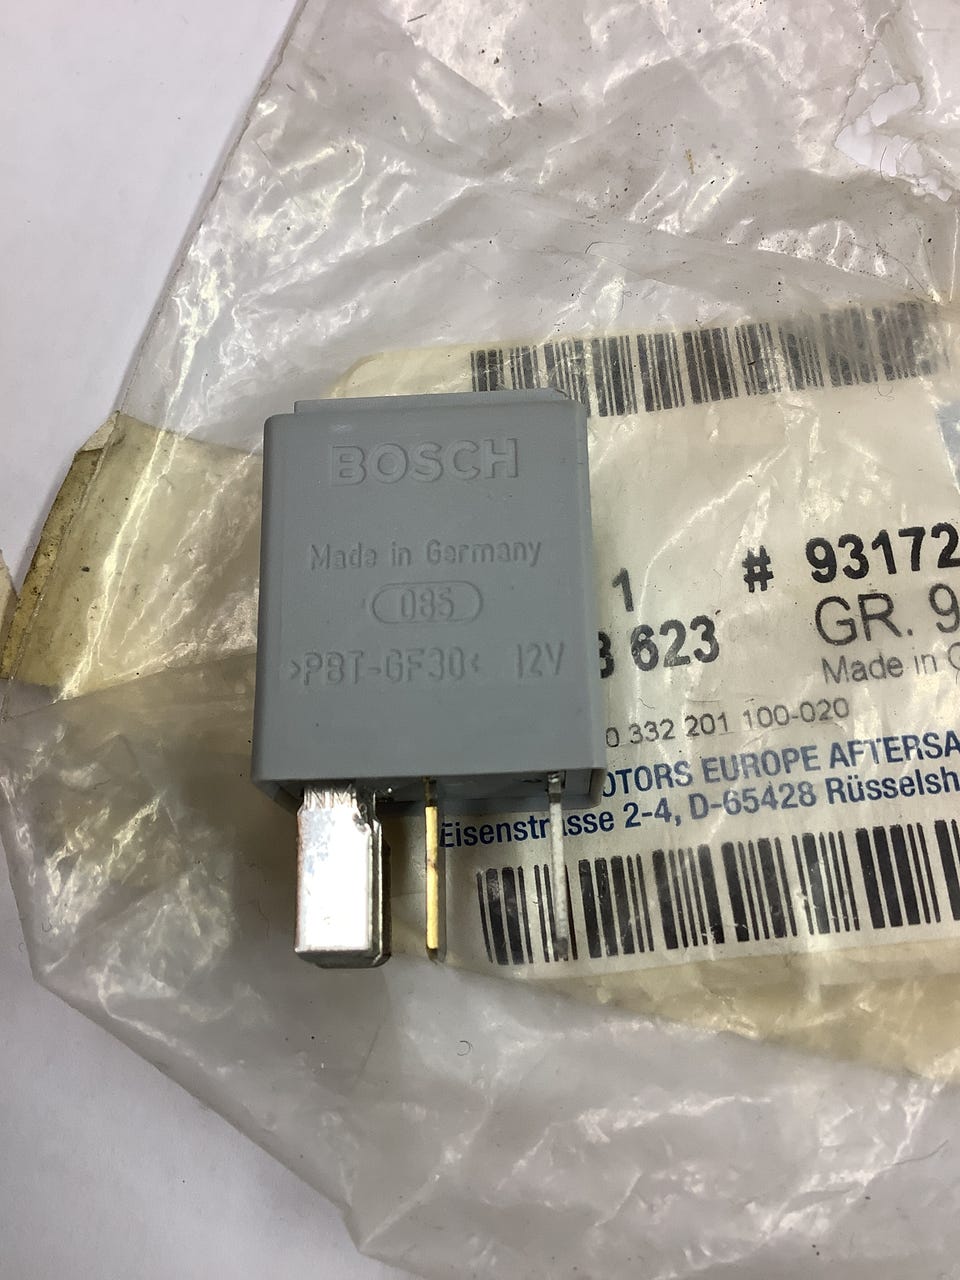 BOSCH
Made in Germany
085
>PBT-GF30< 12V
1 # 93172
623 GR. 9
Made in
0 332 201 100-020
OTORS EUROPE AFTERSA
Eisenstrasse 2-4, D-65428 Rüsselsh